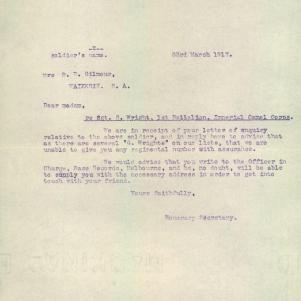 soldier's name.
23rd March 1917.
Mrs Gilmour,
WAIKERIE. S. A.
Dear madam,
re Sgt. G. Wright, 1st Battalion, Imperial Camel Corps.
We are in receipt of your letter of enquiry
relative to the above soldier, and in reply have to advise that
as there are several "G. Wrights" on our lists, that we are
unable to give you any regimental number with assurance.
We would advise that you write to the Officer in
Charge, Base Records, Melbourne, and he, no doubt, will be able
to supply you with the necessary address in order to get into
touch with your friend.
Yours faithfully,
Honorary Secretary.